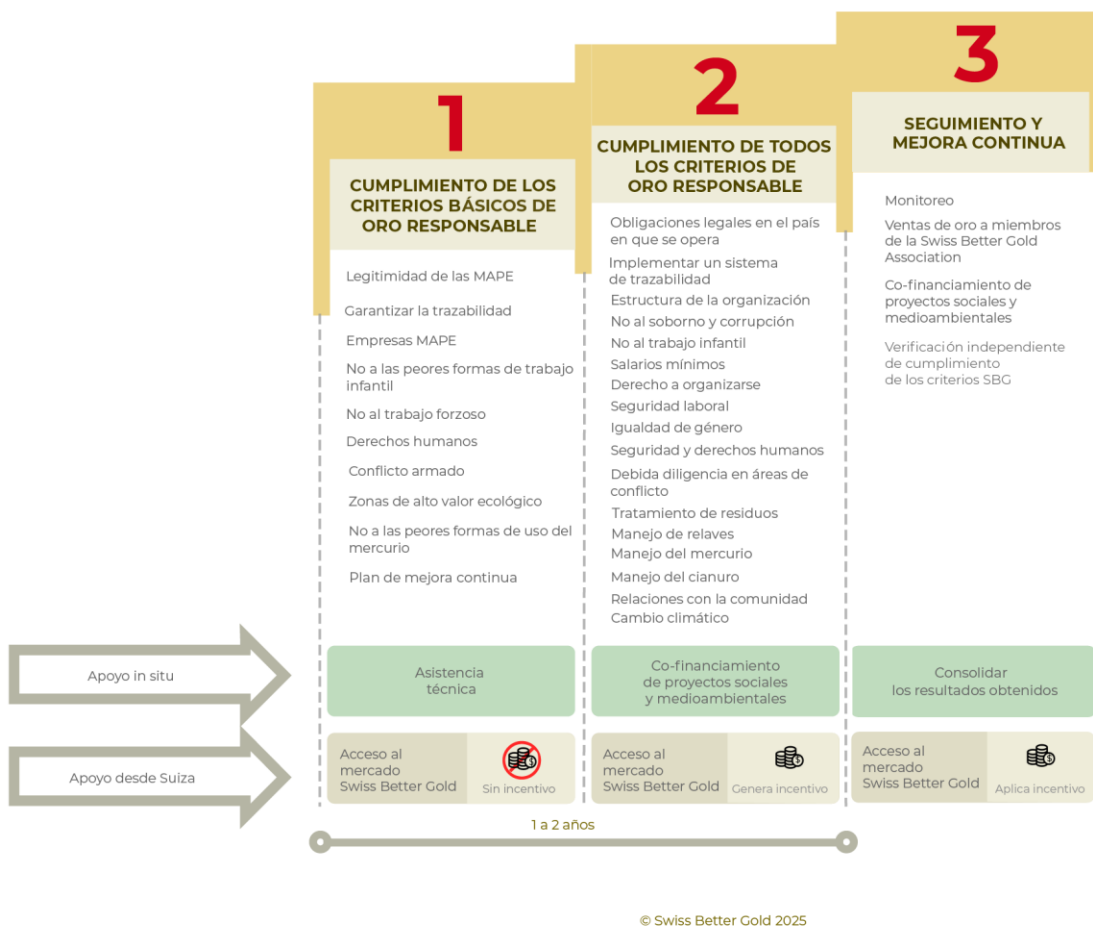 1
CUMPLIMIENTO DE LOS
CRITERIOS BÁSICOS DE
ORO RESPONSABLE
Legitimidad de las MAPE
Garantizar la trazabilidad
Empresas MAPE
No a las peores formas de trabajo
infantil
No al trabajo forzoso
Derechos humanos
Conflicto armado
Zonas de alto valor ecológico
No a las peores formas de uso del
mercurio
Plan de mejora continua
2
CUMPLIMIENTO DE TODOS
LOS CRITERIOS DE
ORO RESPONSABLE
Obligaciones legales en el país
en que se opera
Implementar un sistema
de trazabilidad
Estructura de la organización
No al soborno y corrupción
No al trabajo infantil
Salarios mínimos
Derecho a organizarse
Seguridad laboral
Igualdad de género
Seguridad y derechos humanos
Debida diligencia en áreas de
conflicto
Tratamiento de residuos
Manejo de relaves
Manejo del mercurio
Manejo del cianuro
Relaciones con la comunidad
Cambio climático
3
SEGUIMIENTO Y
MEJORA CONTINUA
Monitoreo
Ventas de oro a miembros
de la Swiss Better Gold
Association
Co-financiamiento de
proyectos sociales y
medioambientales
Verificación independiente
de cumplimiento
de los criterios SBG
Apoyo in situ
Asistencia
técnica
Co-financiamiento
de proyectos sociales
y medioambientales
Consolidar
los resultados obtenidos
Apoyo desde Suiza
Acceso al
mercado
Swiss Better Gold
Sin incentivo
Acceso al
mercado
Swiss Better Gold
Genera incentivo
Acceso al
mercado
Swiss Better Gold
Aplica incentivo
1 a 2 años
© Swiss Better Gold 2025